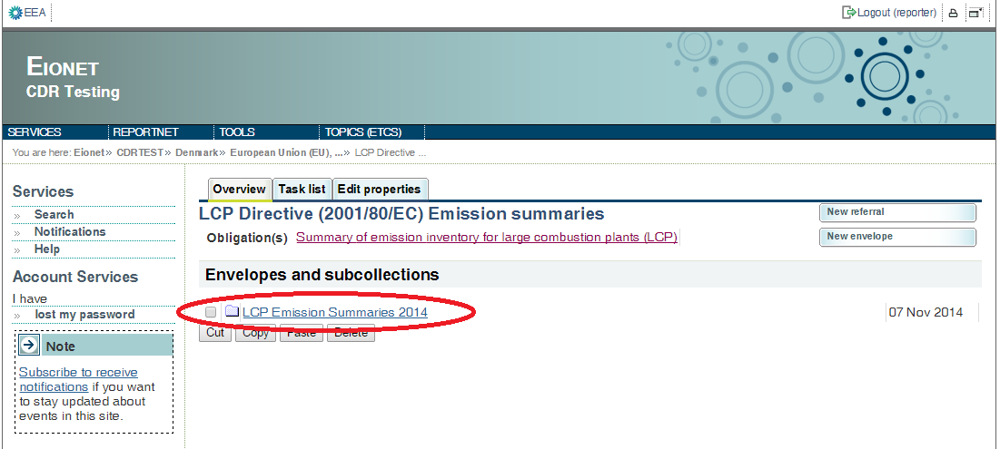 EEA
Logout (reporter)
EIONET
CDR Testing
SERVICES REPORTNET TOOLS TOPICS (ETCS)
You are here: Eionet» CDRTEST» Denmark» European Union (EU), ...» LCP Directive ...
Services
» Search
» Notifications
» Help
Account Services
I have
» lost my password
Note
Subscribe to receive
notifications if you want
to stay updated about
events in this site.
Overview Task list Edit properties
LCP Directive (2001/80/EC) Emission summaries
New referral
Obligation(s) Summary of emission inventory for large combustion plants (LCP)
New envelope
Envelopes and subcollections
LCP Emission Summaries 2014 07 Nov 2014
Cut Copy Paste Delete